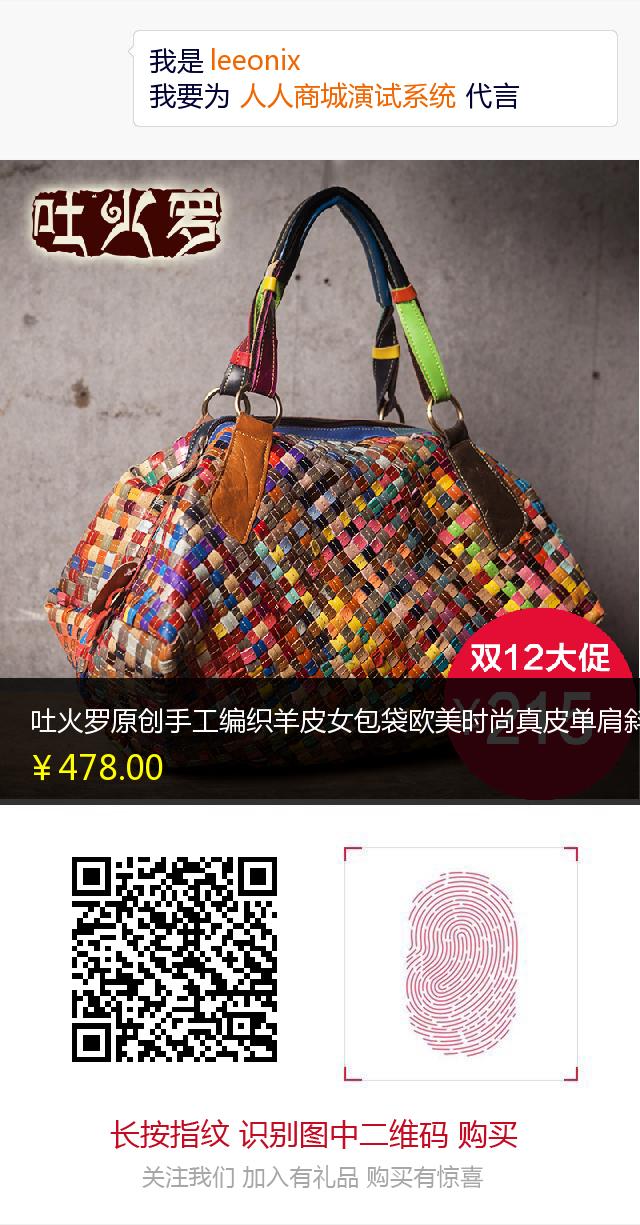 我是 leeonix
我要为 人人商城演试系统 代言
吐火罗
双12大促
¥215
吐火罗原创手工编织羊皮女包袋欧美时尚真皮单肩斜
¥478.00
长按指纹 识别图中二维码 购买
关注我们 加入有礼品 购买有惊喜